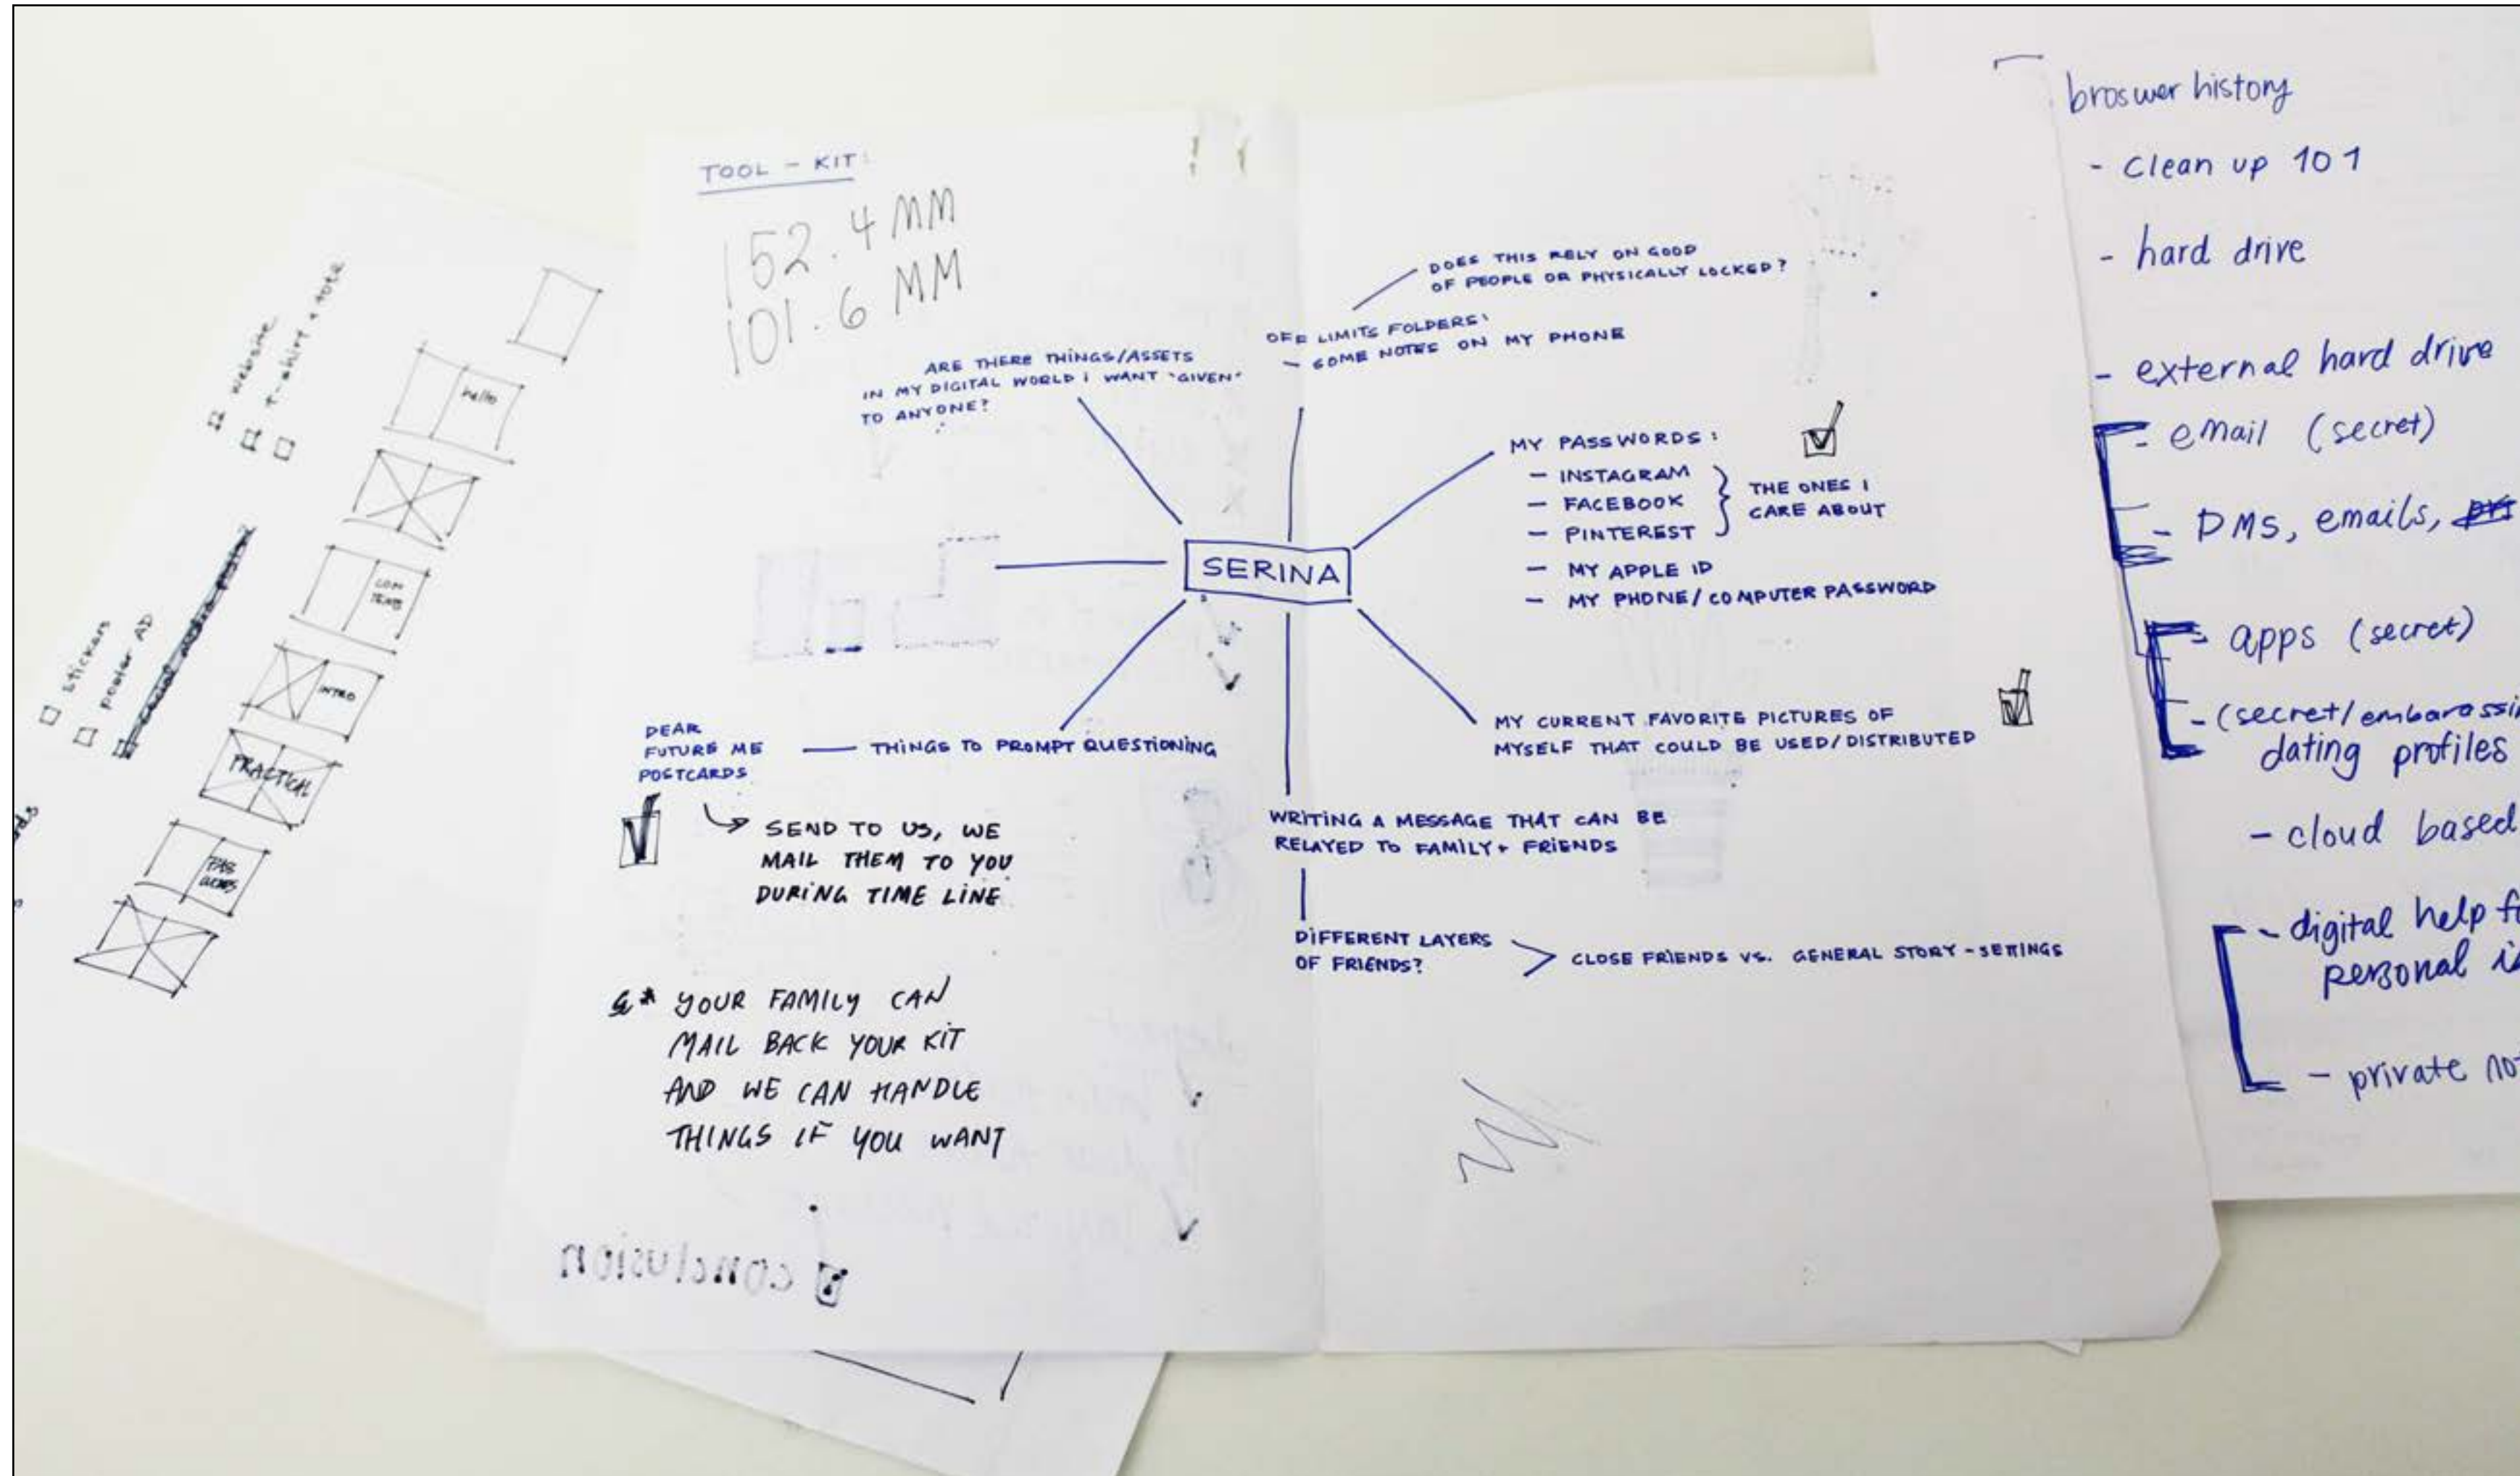 website
t-shirt + tote
stickers
poster AD
hello
CON
TENTS
INTRO
PRACTICAL
PAS
WORDS
TOOL - KIT:
152.4 MM
101.6 MM
ARE THERE THINGS/ASSETS
IN MY DIGITAL WORLD I WANT "GIVEN"
TO ANYONE?
DOES THIS RELY ON GOOD
OF PEOPLE OR PHYSICALLY LOCKED?
OFF LIMITS FOLDERS:
- SOME NOTES ON MY PHONE
MY PASSWORDS:
- INSTAGRAM
- FACEBOOK
- PINTEREST
THE ONES I
CARE ABOUT
- MY APPLE ID
- MY PHONE/COMPUTER PASSWORD
SERINA
MY CURRENT FAVORITE PICTURES OF
MYSELF THAT COULD BE USED/DISTRIBUTED
DEAR
FUTURE ME
POSTCARDS
THINGS TO PROMPT QUESTIONING
SEND TO US, WE
MAIL THEM TO YOU
DURING TIME LINE
WRITING A MESSAGE THAT CAN BE
RELAYED TO FAMILY + FRIENDS
DIFFERENT LAYERS
OF FRIENDS?
CLOSE FRIENDS VS. GENERAL STORY - SETTINGS
* YOUR FAMILY CAN
MAIL BACK YOUR KIT
AND WE CAN HANDLE
THINGS IF YOU WANT
conclusion
broswer history
- Clean up 101
- hard drive
- external hard drive
- email (secret)
- DMS, emails,
- apps (secret)
- (secret/embarassin
dating profiles
- cloud based
- digital help f
personal
- private no